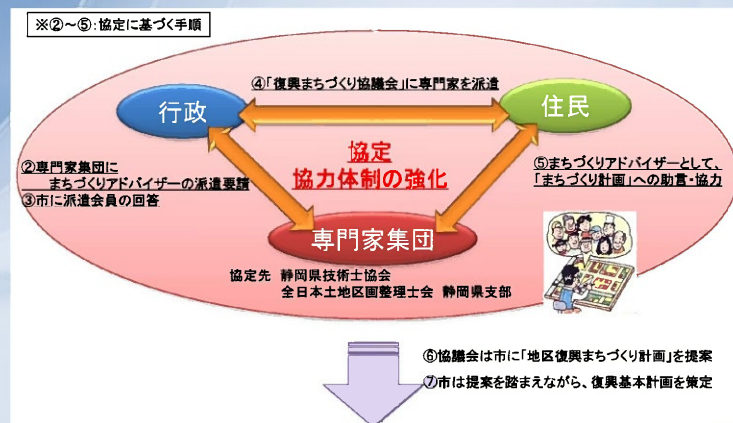 ※②～⑤:協定に基づく手順
④「復興まちづくり協議会」に専門家を派遣
行政
住民
協定
協力体制の強化
②専門家集団に
まちづくりアドバイザーの派遣要請
③市に派遣会員の回答
⑤まちづくりアドバイザーとして、
「まちづくり計画」への助言・協力
専門家集団
協定先 静岡県技術士協会
全日本土地区画整理士会 静岡県支部
⑥協議会は市に「地区復興まちづくり計画」を提案
⑦市は提案を踏まえながら、復興基本計画を策定